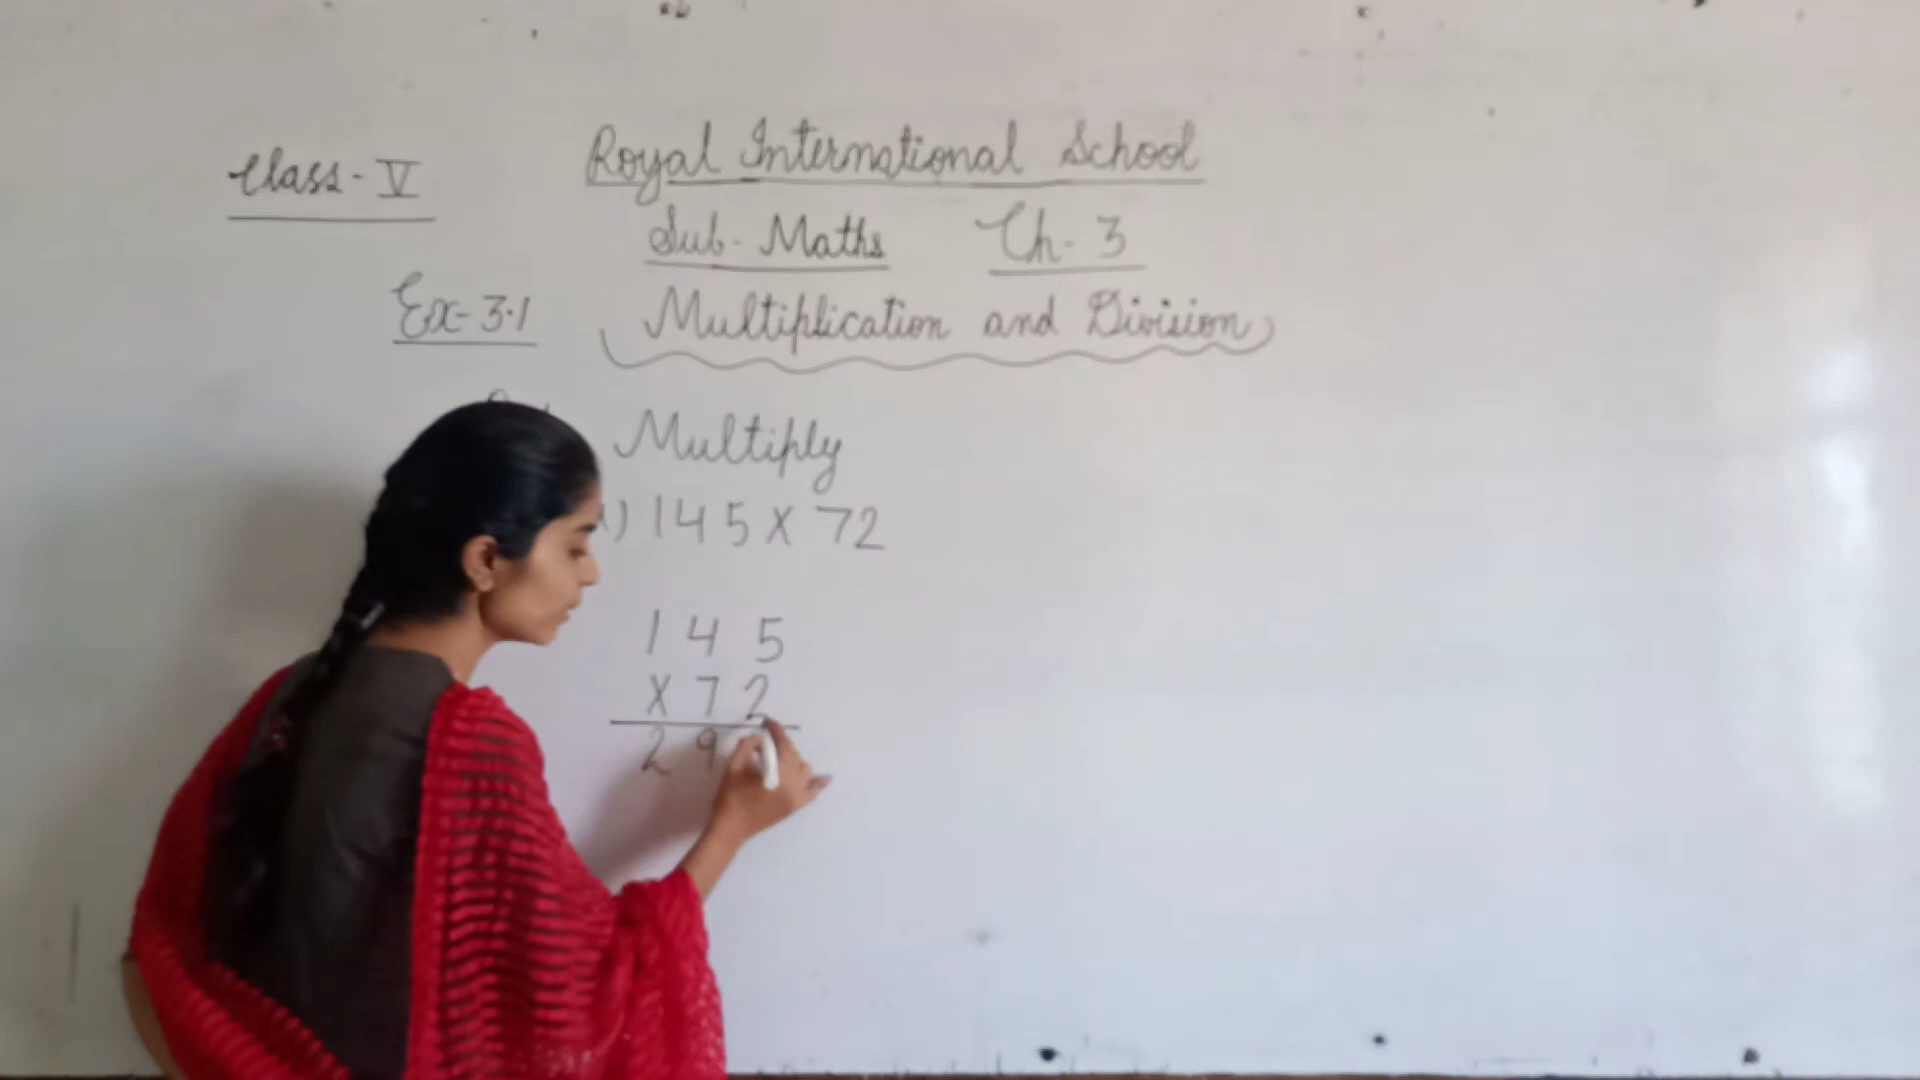 Royal International School
Class - V
Sub - Maths Ch - 3
Ex - 3.1 Multiplication and Division
Multiply
145 X 72
1 4 5
X 7 2
2 9